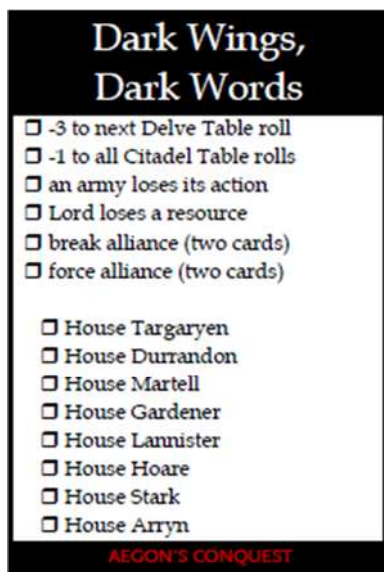 Dark Wings,
Dark Words
❒ -3 to next Delve Table roll
❒ -1 to all Citadel Table rolls
❒ an army loses its action
❒ Lord loses a resource
❒ break alliance (two cards)
❒ force alliance (two cards)
❒ House Targaryen
❒ House Durrandon
❒ House Martell
❒ House Gardener
❒ House Lannister
❒ House Hoare
❒ House Stark
❒ House Arryn
AEGON'S CONQUEST